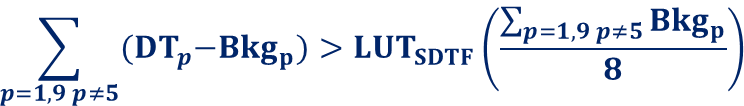 ∑_{p=1,9 p≠5} (DT_p−Bkg_p) > LUT_SDTF (∑_{p=1,9 p≠5} Bkg_p / 8)